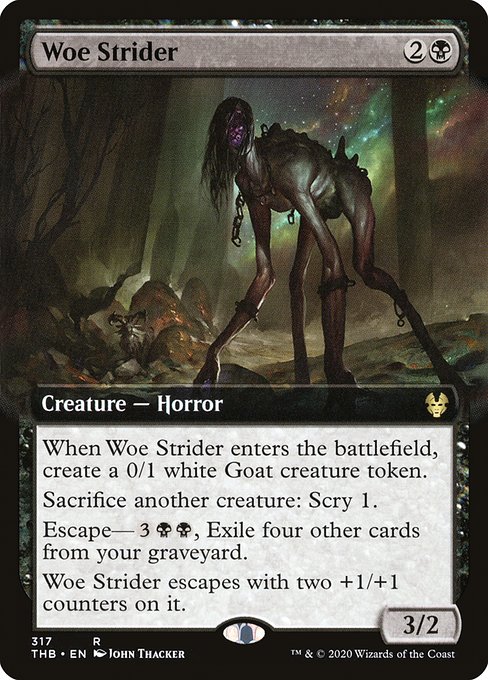 Woe Strider 2
Creature — Horror
When Woe Strider enters the battlefield,
create a 0/1 white Goat creature token.
Sacrifice another creature: Scry 1.
Escape—3, Exile four other cards
from your graveyard.
Woe Strider escapes with two +1/+1
counters on it.
3/2
317 R
THB • EN John Thacker
™ & © 2020 Wizards of the Coast